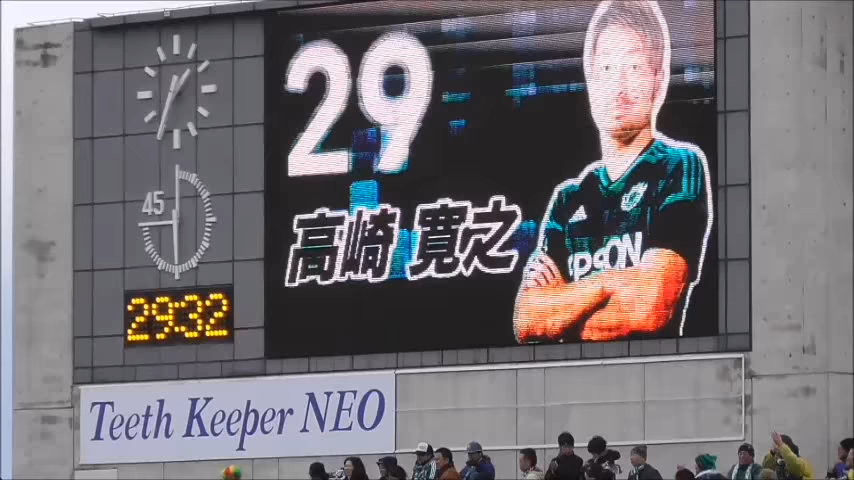 29
高崎 寛之
EPSON
45
29:32
Teeth Keeper NEO